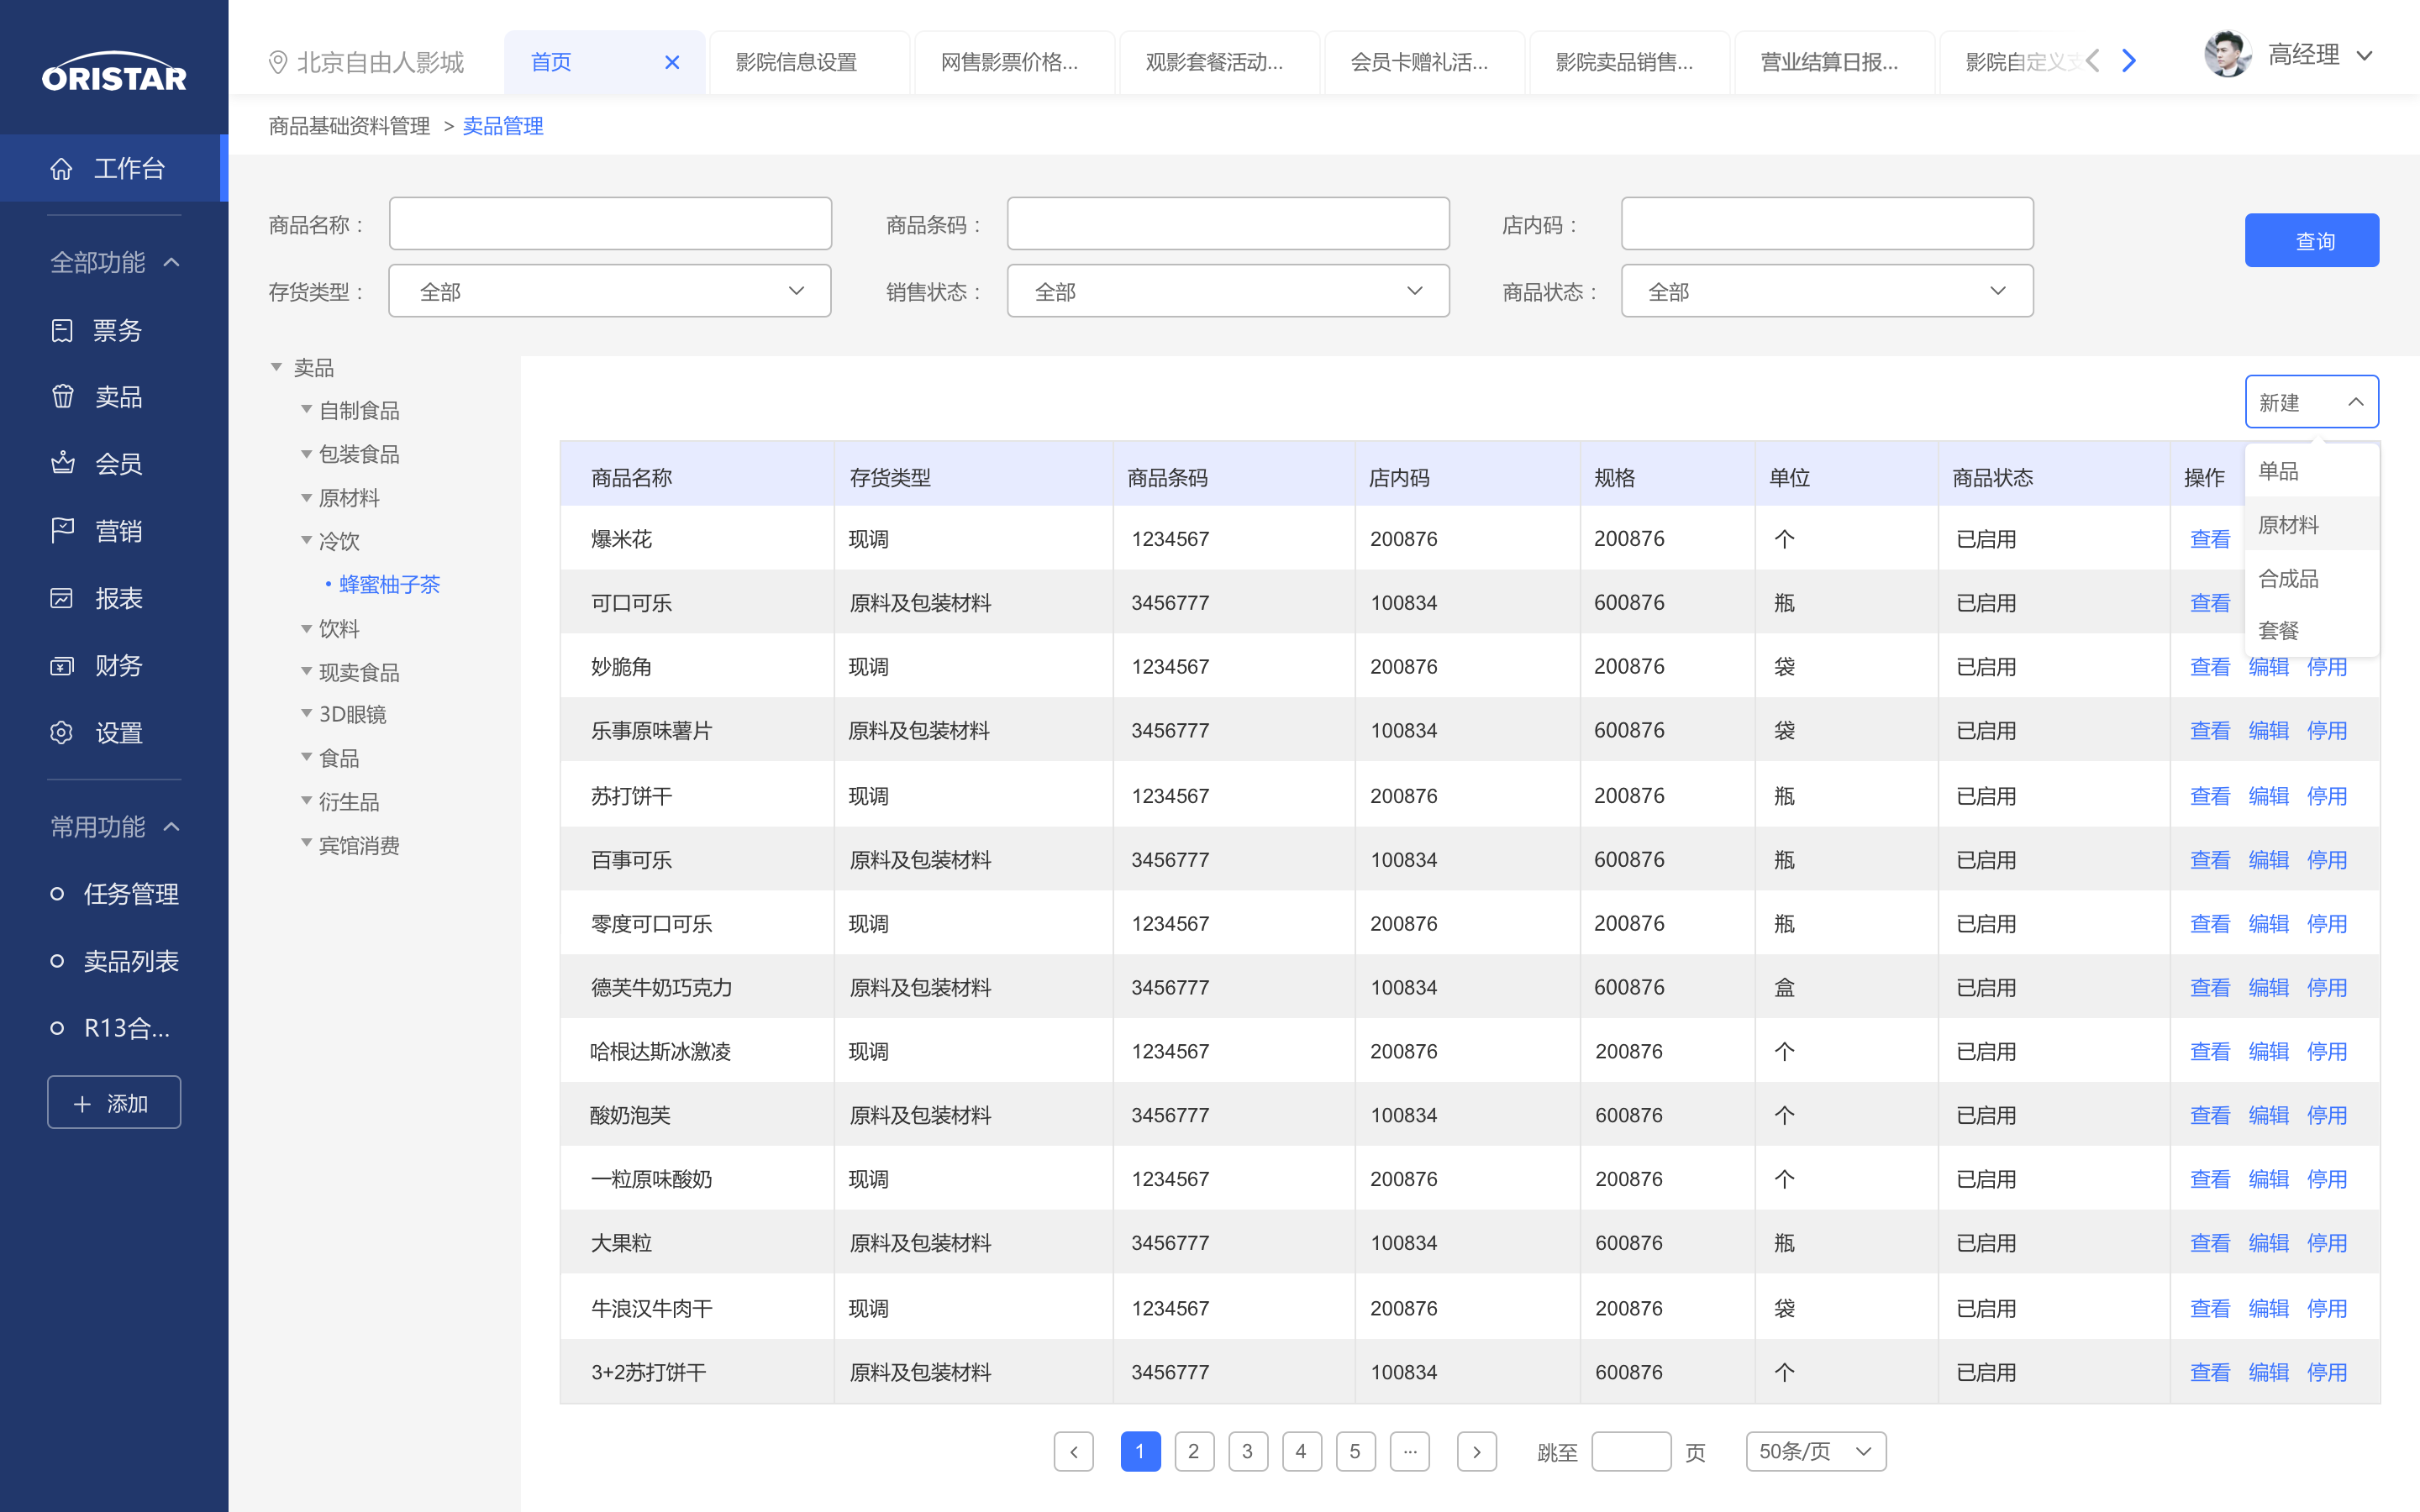 ORISTAR
北京自由人影城
首页
影院信息设置
网售影票价格...
观影套餐活动...
会员卡赠礼活...
影院卖品销售...
营业结算日报...
影院自定义支
高经理
商品基础资料管理 > 卖品管理
工作台
全部功能
票务
卖品
会员
营销
报表
财务
设置
常用功能
任务管理
卖品列表
R13合...
添加
商品名称：
商品条码：
店内码：
查询
存货类型： 全部
销售状态： 全部
商品状态： 全部
卖品
自制食品
包装食品
原材料
冷饮
• 蜂蜜柚子茶
饮料
现卖食品
3D眼镜
食品
衍生品
宾馆消费
新建
单品
原材料
合成品
套餐
商品名称 存货类型 商品条码 店内码 规格 单位 商品状态 操作
爆米花 现调 1234567 200876 200876 个 已启用 查看
可口可乐 原料及包装材料 3456777 100834 600876 瓶 已启用 查看
妙脆角 现调 1234567 200876 200876 袋 已启用 查看 编辑 停用
乐事原味薯片 原料及包装材料 3456777 100834 600876 袋 已启用 查看 编辑 停用
苏打饼干 现调 1234567 200876 200876 瓶 已启用 查看 编辑 停用
百事可乐 原料及包装材料 3456777 100834 600876 瓶 已启用 查看 编辑 停用
零度可口可乐 现调 1234567 200876 200876 瓶 已启用 查看 编辑 停用
德芙牛奶巧克力 原料及包装材料 3456777 100834 600876 盒 已启用 查看 编辑 停用
哈根达斯冰激凌 现调 1234567 200876 200876 个 已启用 查看 编辑 停用
酸奶泡芙 原料及包装材料 3456777 100834 600876 个 已启用 查看 编辑 停用
一粒原味酸奶 现调 1234567 200876 200876 个 已启用 查看 编辑 停用
大果粒 原料及包装材料 3456777 100834 600876 瓶 已启用 查看 编辑 停用
牛浪汉牛肉干 现调 1234567 200876 200876 袋 已启用 查看 编辑 停用
3+2苏打饼干 原料及包装材料 3456777 100834 600876 个 已启用 查看 编辑 停用
1 2 3 4 5 ... 跳至 页 50条/页